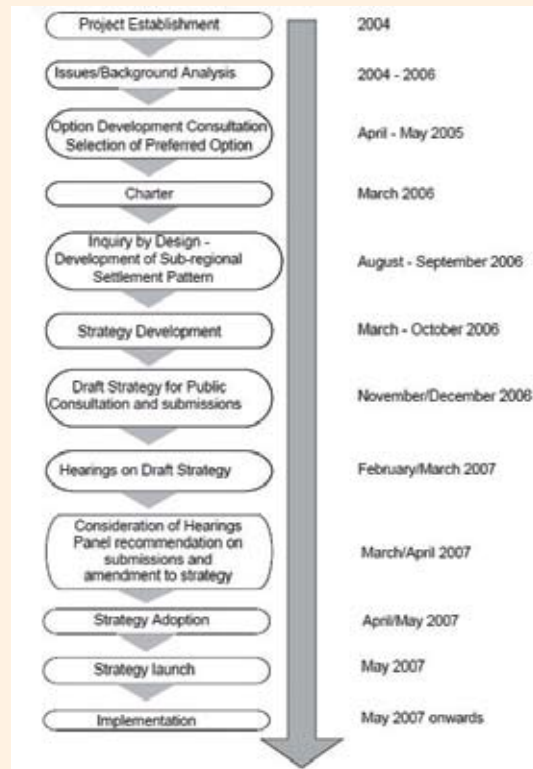 Project Establishment
2004
Issues/Background Analysis
2004 - 2006
Option Development Consultation
Selection of Preferred Option
April - May 2005
Charter
March 2006
Inquiry by Design -
Development of Sub-regional
Settlement Pattern
August - September 2006
Strategy Development
March - October 2006
Draft Strategy for Public
Consultation and submissions
November/December 2006
Hearings on Draft Strategy
February/March 2007
Consideration of Hearings
Panel recommendation on
submissions and
amendment to strategy
March/April 2007
Strategy Adoption
April/May 2007
Strategy launch
May 2007
Implementation
May 2007 onwards